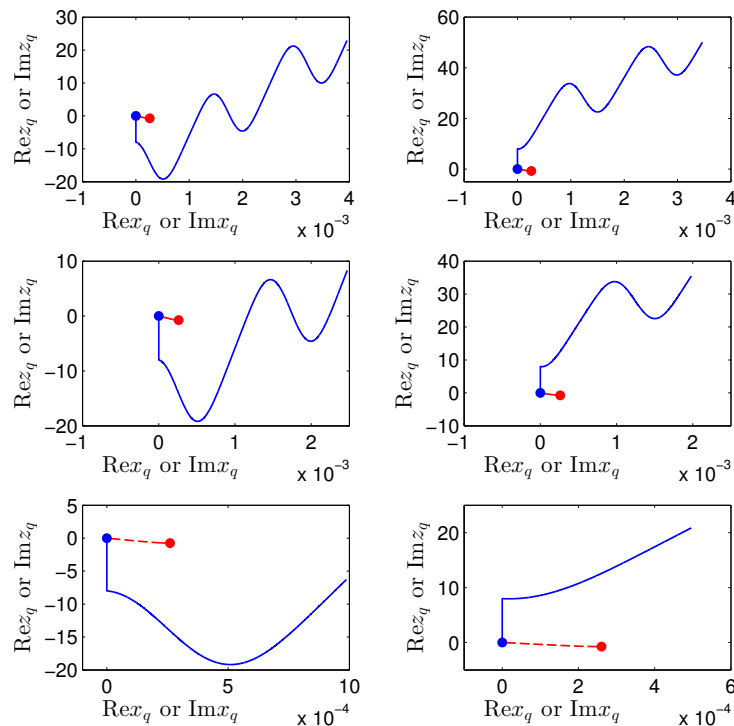 30
20
10
0
−10
−20
−1 0 1 2 3 4
x 10⁻³
Rex_q or Imx_q
Rez_q or Imz_q
60
40
20
0
−1 0 1 2 3 4
x 10⁻³
Rex_q or Imx_q
Rez_q or Imz_q
10
0
−10
−20
−1 0 1 2
x 10⁻³
Rex_q or Imx_q
Rez_q or Imz_q
40
30
20
10
0
−10
−1 0 1 2 3
x 10⁻³
Rex_q or Imx_q
Rez_q or Imz_q
5
0
−5
−10
−15
−20
0 5 10
x 10⁻⁴
Rex_q or Imx_q
Rez_q or Imz_q
20
10
0
0 2 4 6
x 10⁻⁴
Rex_q or Imx_q
Rez_q or Imz_q